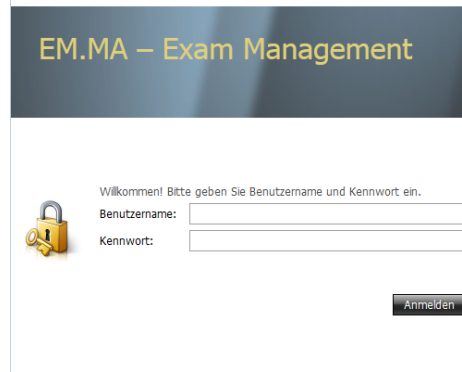 EM.MA – Exam Management
Willkommen! Bitte geben Sie Benutzername und Kennwort ein.
Benutzername:
Kennwort:
Anmelden